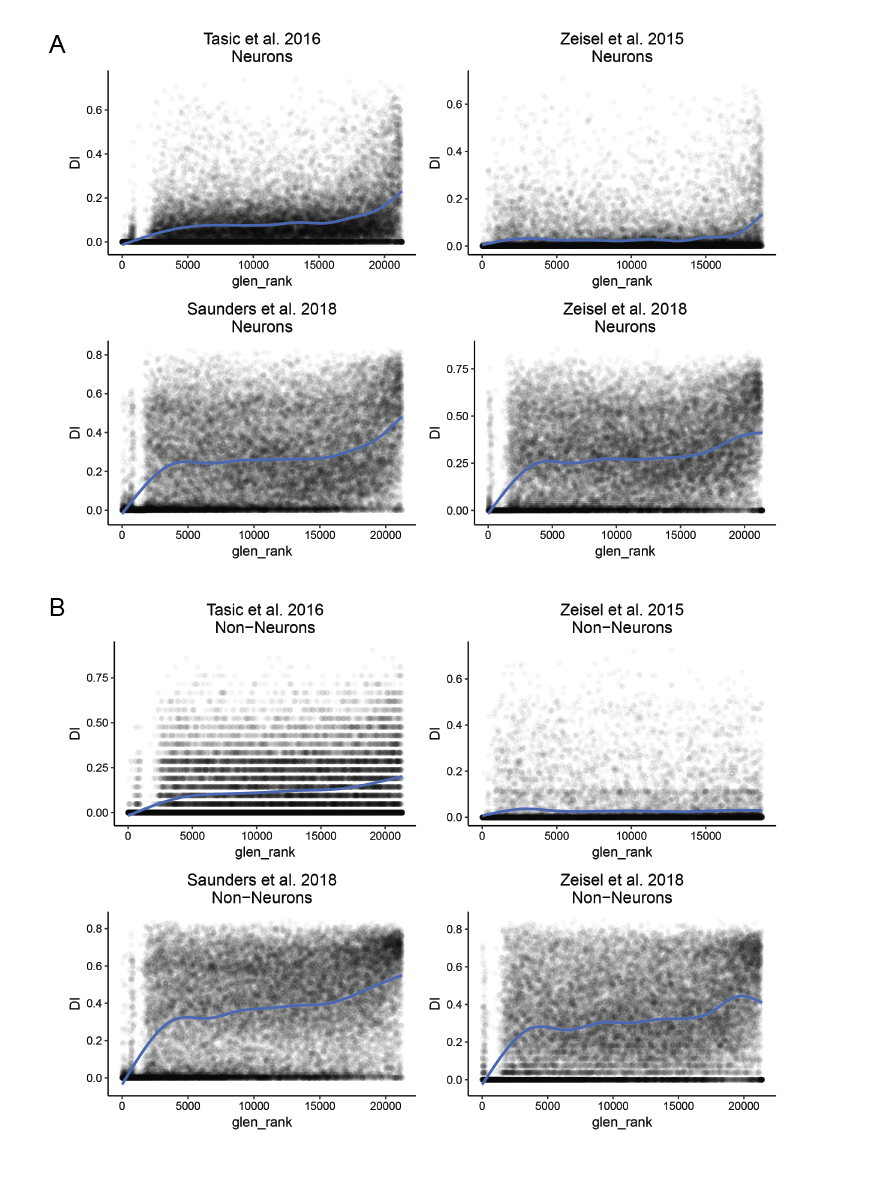 A
Tasic et al. 2016
Neurons
DI
0.6
0.4
0.2
0.0
0 5000 10000 15000 20000
glen_rank
Zeisel et al. 2015
Neurons
DI
0.6
0.4
0.2
0.0
0 5000 10000 15000
glen_rank
Saunders et al. 2018
Neurons
DI
0.8
0.6
0.4
0.2
0.0
0 5000 10000 15000 20000
glen_rank
Zeisel et al. 2018
Neurons
DI
0.75
0.50
0.25
0.00
0 5000 10000 15000 20000
glen_rank
B
Tasic et al. 2016
Non−Neurons
DI
0.75
0.50
0.25
0.00
0 5000 10000 15000 20000
glen_rank
Zeisel et al. 2015
Non−Neurons
DI
0.6
0.4
0.2
0.0
0 5000 10000 15000
glen_rank
Saunders et al. 2018
Non−Neurons
DI
0.8
0.6
0.4
0.2
0.0
0 5000 10000 15000 20000
glen_rank
Zeisel et al. 2018
Non−Neurons
DI
0.8
0.6
0.4
0.2
0.0
0 5000 10000 15000 20000
glen_rank